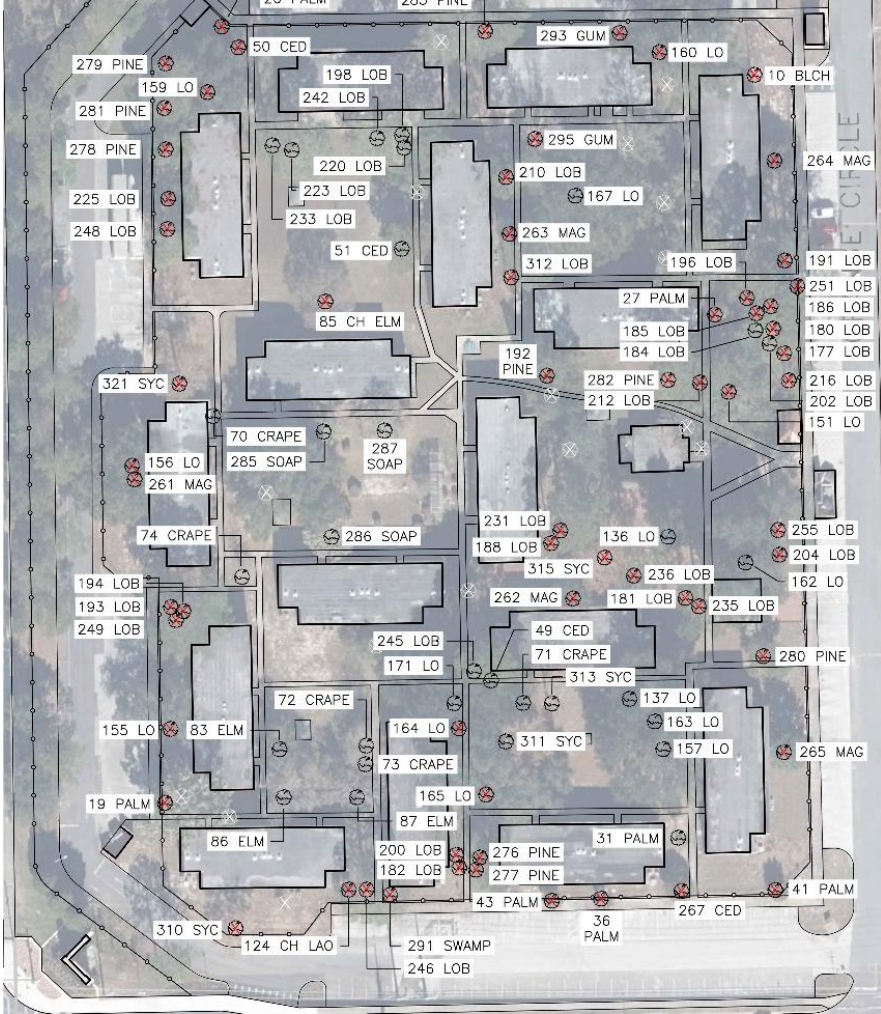 285 PINE
50 CED
293 GUM
160 LO
279 PINE
159 LO
198 LOB
242 LOB
10 BLCH
281 PINE
278 PINE
220 LOB
295 GUM
264 MAG
210 LOB
223 LOB
167 LO
225 LOB
233 LOB
248 LOB
51 CED
263 MAG
196 LOB
191 LOB
312 LOB
251 LOB
27 PALM
186 LOB
85 CH ELM
185 LOB
180 LOB
184 LOB
177 LOB
321 SYC
192
PINE
282 PINE
216 LOB
212 LOB
202 LOB
151 LO
70 CRAPE
285 SOAP
287
SOAP
156 LO
261 MAG
74 CRAPE
286 SOAP
231 LOB
188 LOB
136 LO
255 LOB
204 LOB
315 SYC
162 LO
194 LOB
193 LOB
249 LOB
236 LOB
262 MAG
181 LOB
235 LOB
245 LOB
49 CED
171 LO
71 CRAPE
280 PINE
313 SYC
72 CRAPE
137 LO
155 LO
83 ELM
164 LO
163 LO
311 SYC
157 LO
265 MAG
73 CRAPE
19 PALM
165 LO
86 ELM
87 ELM
31 PALM
200 LOB
276 PINE
182 LOB
277 PINE
43 PALM
36
PALM
267 CED
41 PALM
310 SYC
124 CH LAO
291 SWAMP
246 LOB
CIRCLE